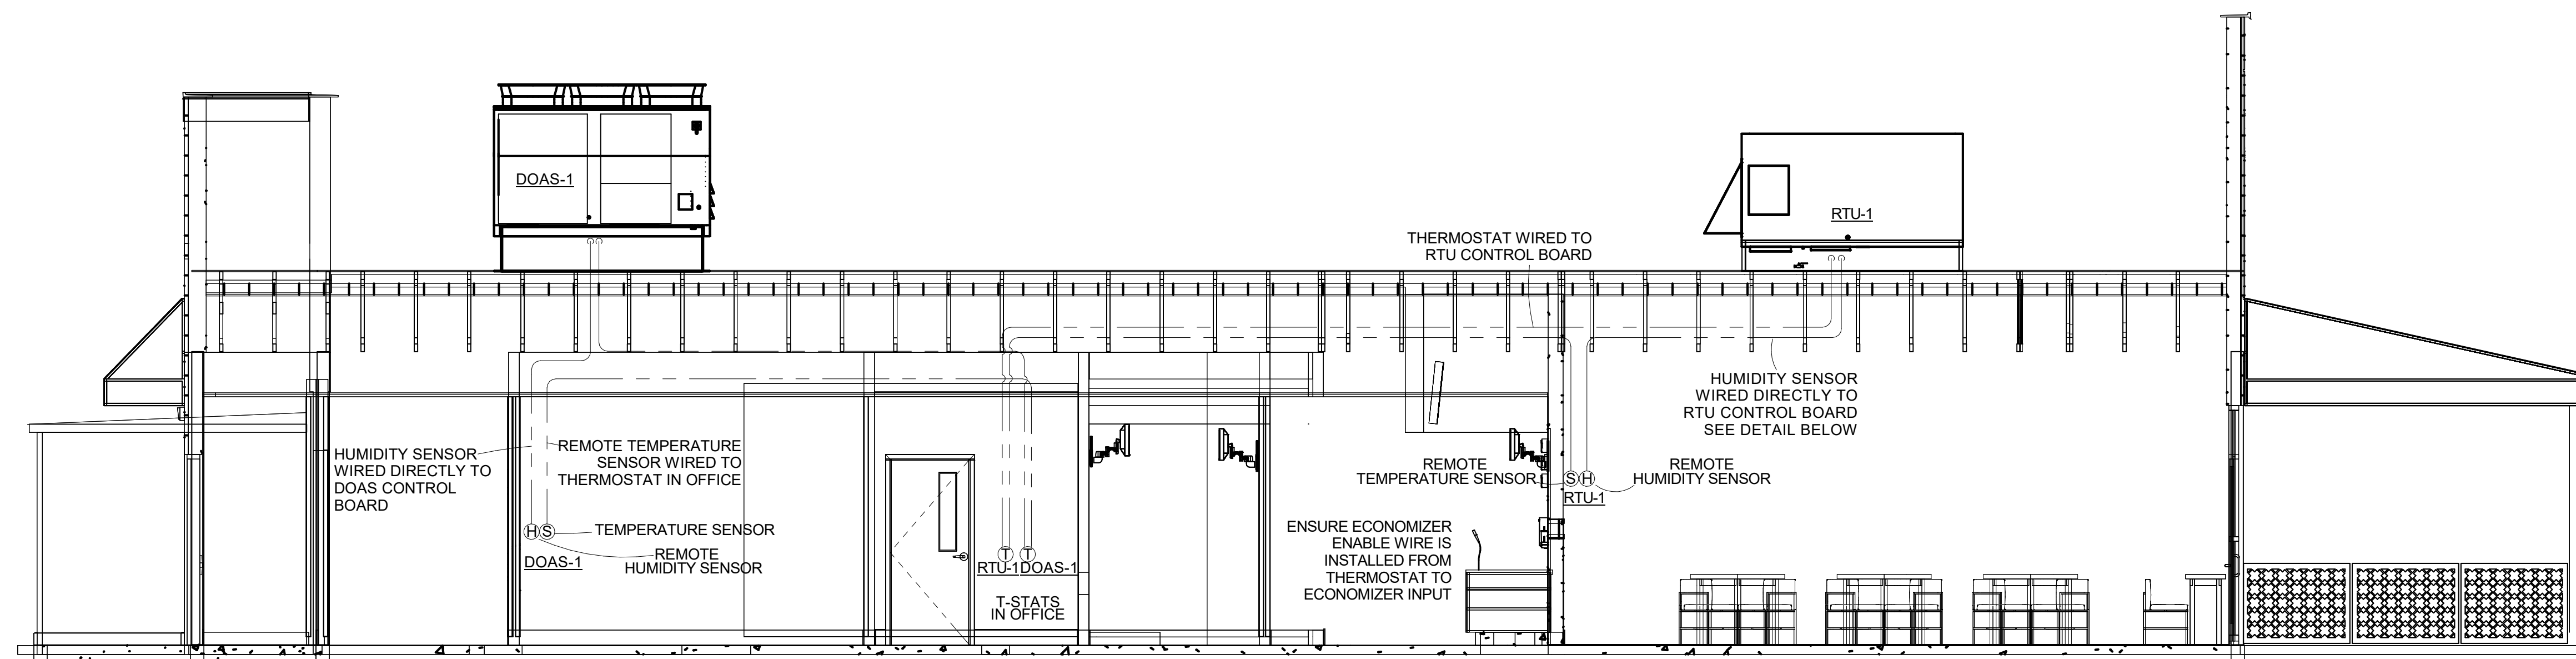 DOAS-1
RTU-1
THERMOSTAT WIRED TO
RTU CONTROL BOARD
HUMIDITY SENSOR
WIRED DIRECTLY TO
RTU CONTROL BOARD
SEE DETAIL BELOW
HUMIDITY SENSOR
WIRED DIRECTLY TO
DOAS CONTROL
BOARD
REMOTE TEMPERATURE
SENSOR WIRED TO
THERMOSTAT IN OFFICE
REMOTE
TEMPERATURE SENSOR
S H
RTU-1
REMOTE
HUMIDITY SENSOR
H S
DOAS-1
TEMPERATURE SENSOR
REMOTE
HUMIDITY SENSOR
T T
RTU-1 DOAS-1
T-STATS
IN OFFICE
ENSURE ECONOMIZER
ENABLE WIRE IS
INSTALLED FROM
THERMOSTAT TO
ECONOMIZER INPUT